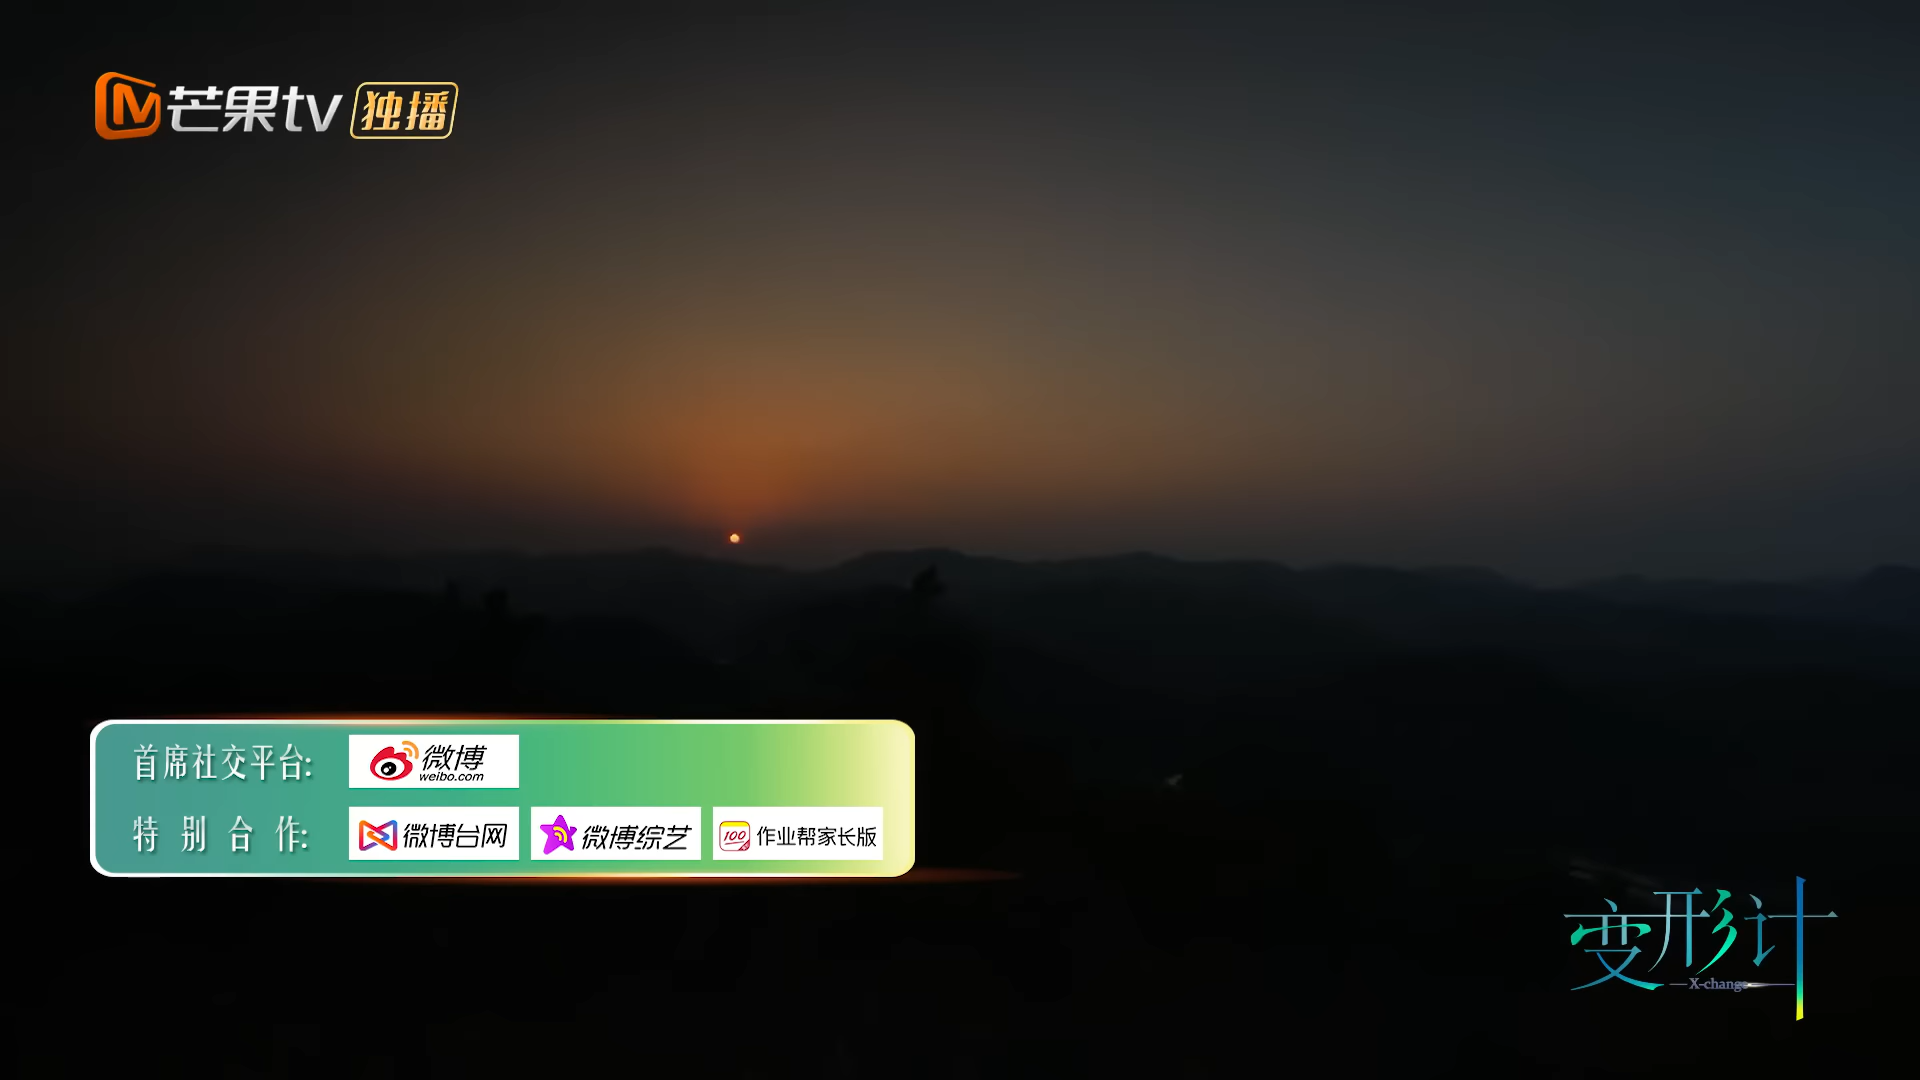 芒果tv 独播
首席社交平台: 微博
weibo.com
特别合作: 微博台网 微博综艺 100 作业帮家长版
变形计
X-change